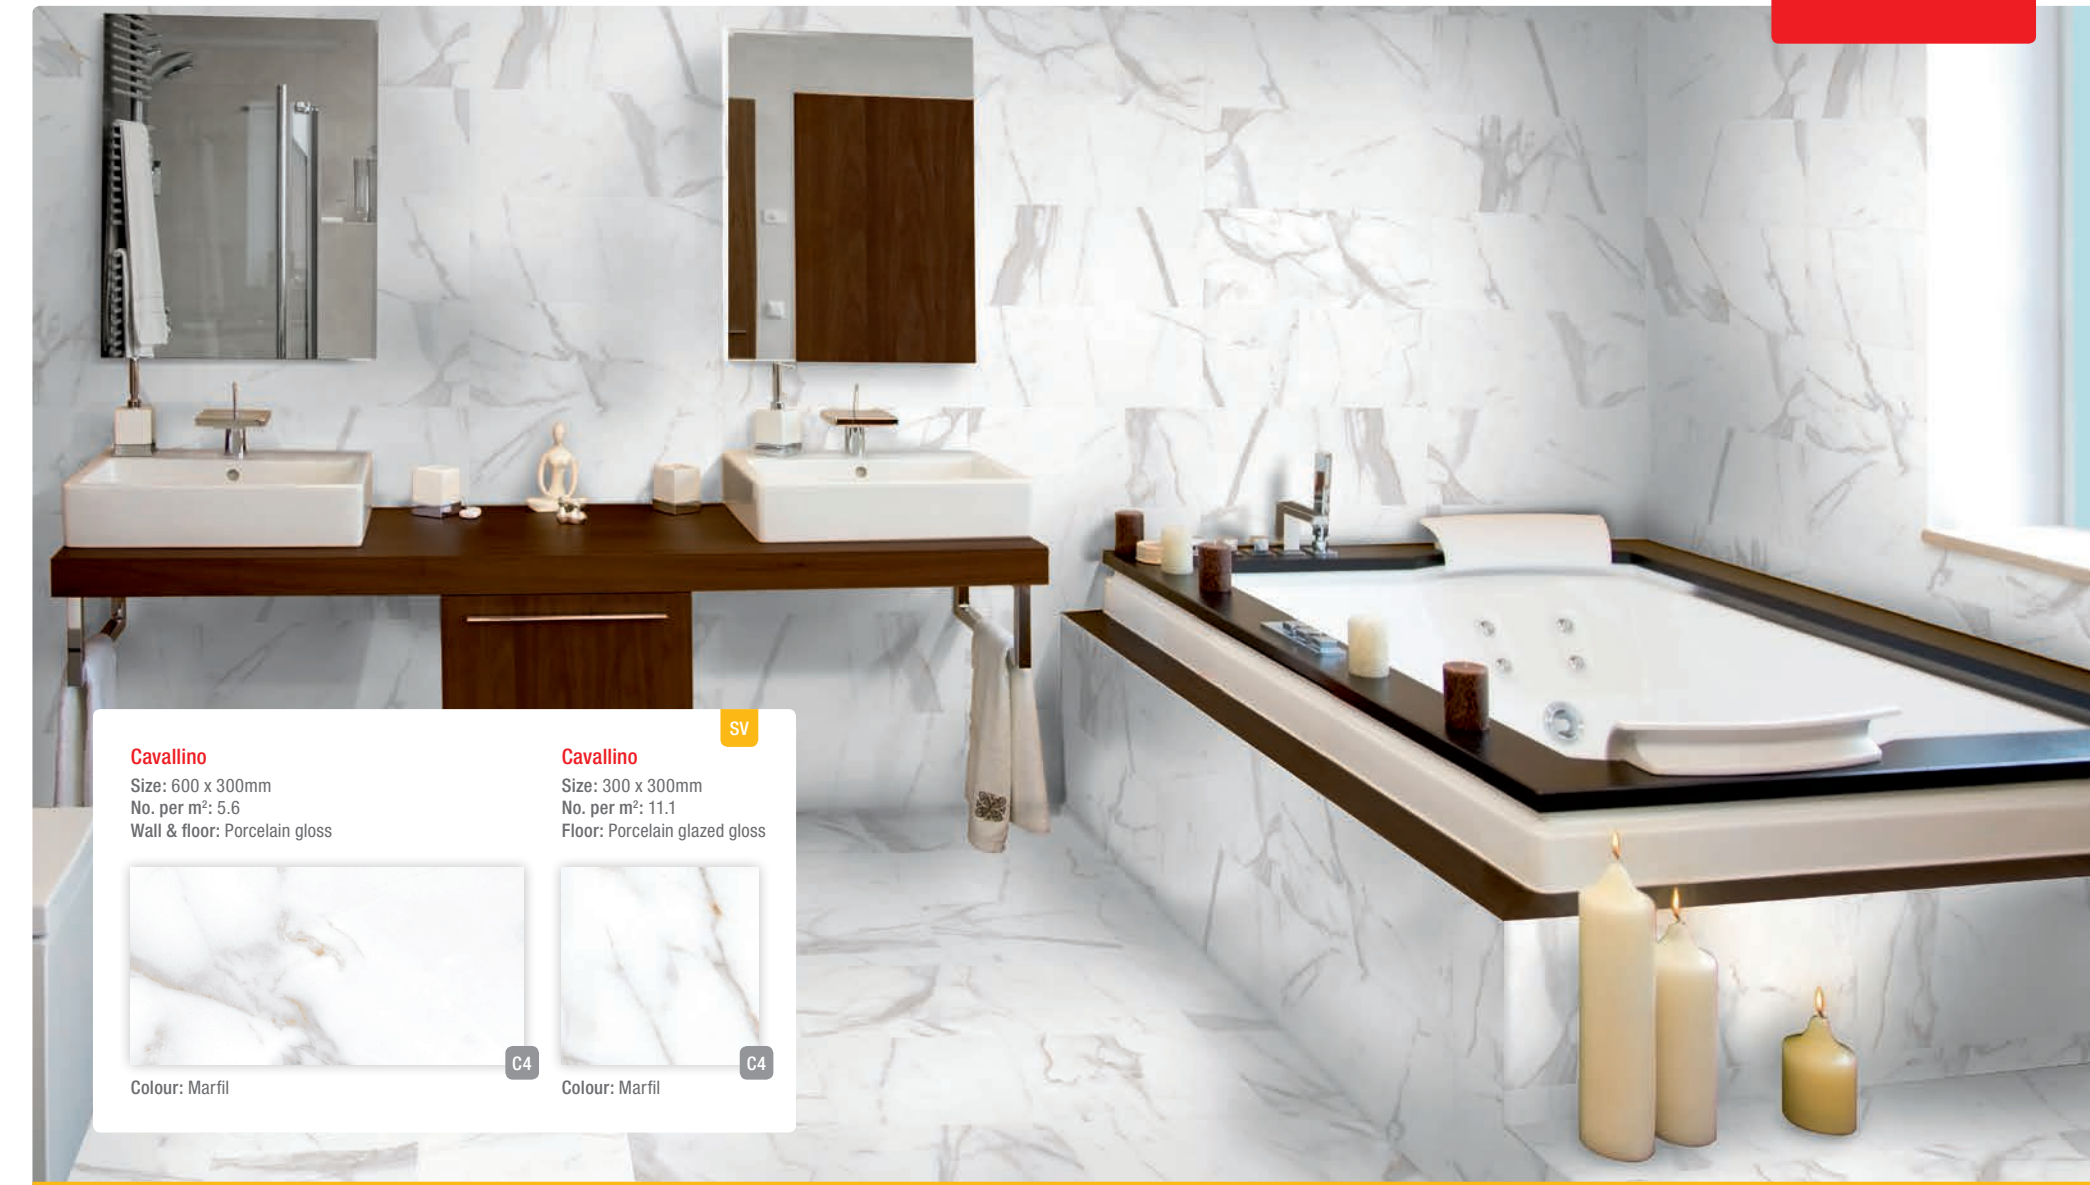 SV
Cavallino
Size: 600 x 300mm
No. per m²: 5.6
Wall & floor: Porcelain gloss
C4
Colour: Marfil
Cavallino
Size: 300 x 300mm
No. per m²: 11.1
Floor: Porcelain glazed gloss
C4
Colour: Marfil